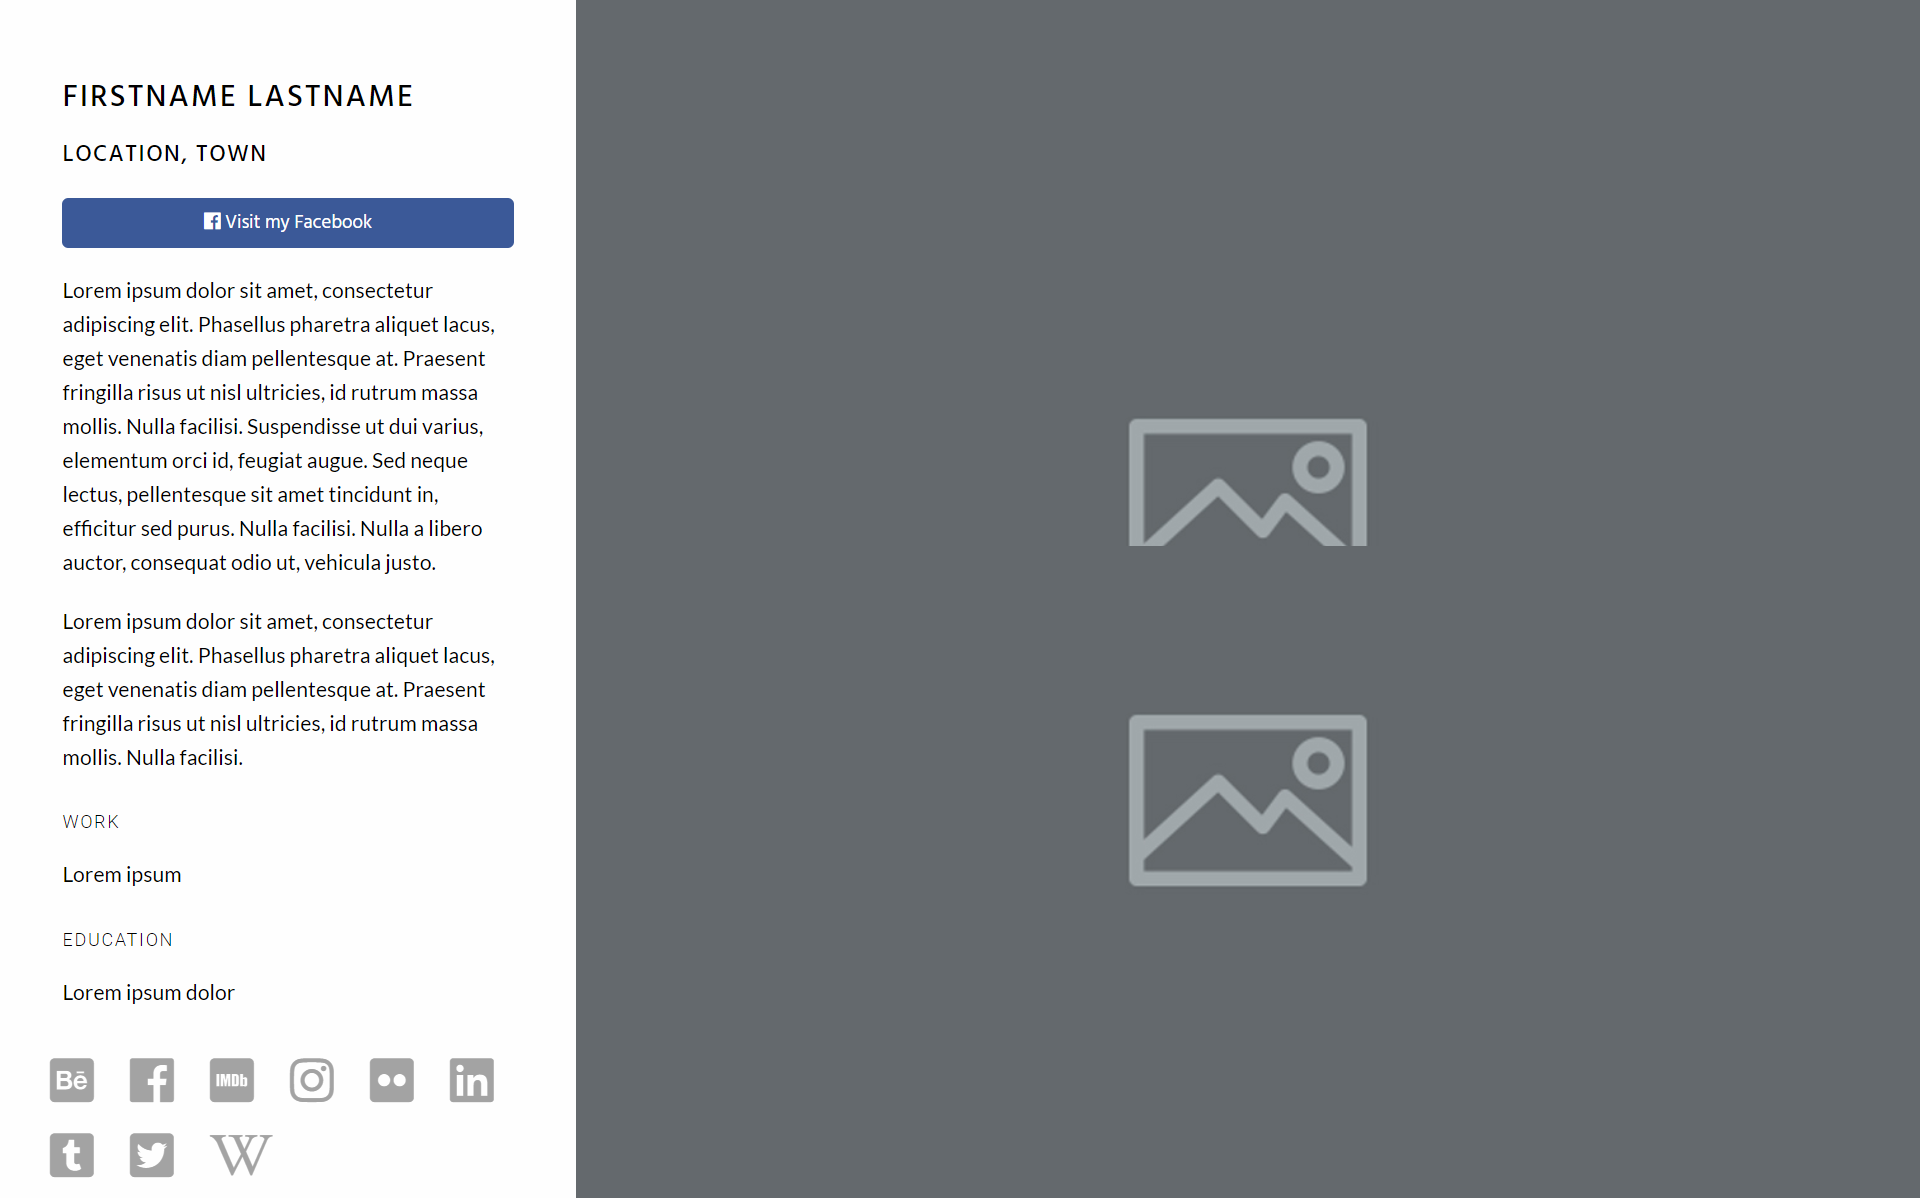 FIRSTNAME LASTNAME
LOCATION, TOWN
Visit my Facebook
Lorem ipsum dolor sit amet, consectetur
adipiscing elit. Phasellus pharetra aliquet lacus,
eget venenatis diam pellentesque at. Praesent
fringilla risus ut nisl ultricies, id rutrum massa
mollis. Nulla facilisi. Suspendisse ut dui varius,
elementum orci id, feugiat augue. Sed neque
lectus, pellentesque sit amet tincidunt in,
efficitur sed purus. Nulla facilisi. Nulla a libero
auctor, consequat odio ut, vehicula justo.
Lorem ipsum dolor sit amet, consectetur
adipiscing elit. Phasellus pharetra aliquet lacus,
eget venenatis diam pellentesque at. Praesent
fringilla risus ut nisl ultricies, id rutrum massa
mollis. Nulla facilisi.
WORK
Lorem ipsum
EDUCATION
Lorem ipsum dolor
Bē f IMDb in
t W